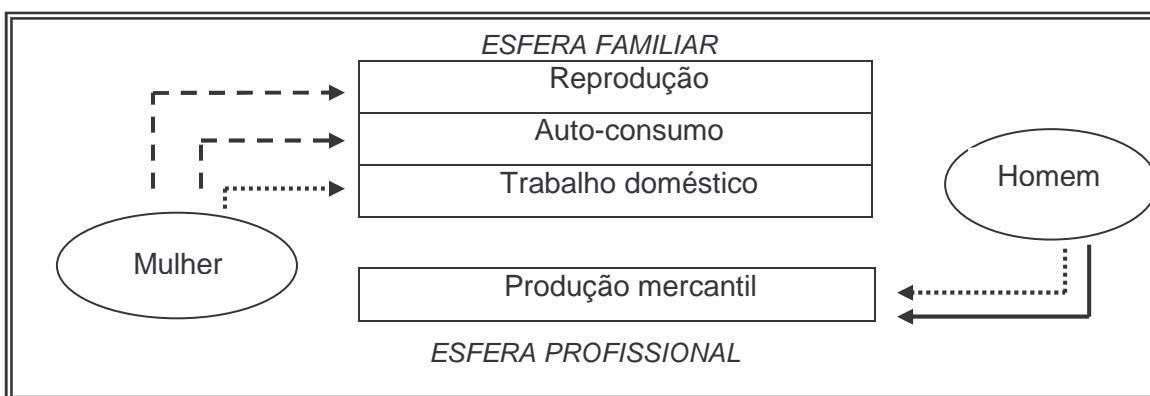 ESFERA FAMILIAR
Reprodução
Auto-consumo
Trabalho doméstico
Homem
Mulher
Produção mercantil
ESFERA PROFISSIONAL